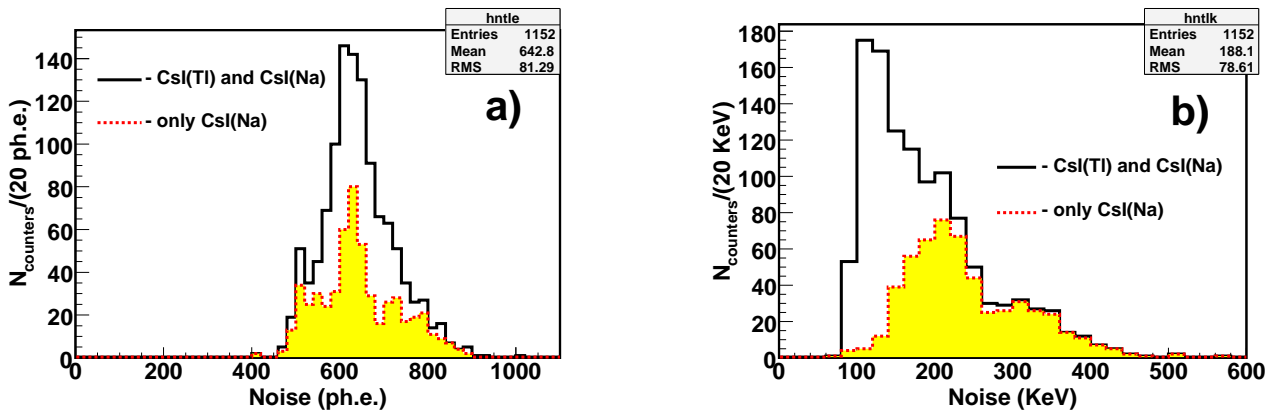 hntle
Entries 1152
Mean 642.8
RMS 81.29
a)
- CsI(Tl) and CsI(Na)
- only CsI(Na)
N_counters/(20 ph.e.)
140
120
100
80
60
40
20
0
0 200 400 600 800 1000
Noise (ph.e.)
hntlk
Entries 1152
Mean 188.1
RMS 78.61
b)
- CsI(Tl) and CsI(Na)
- only CsI(Na)
N_counters/(20 KeV)
180
160
140
120
100
80
60
40
20
0
0 100 200 300 400 500 600
Noise (KeV)